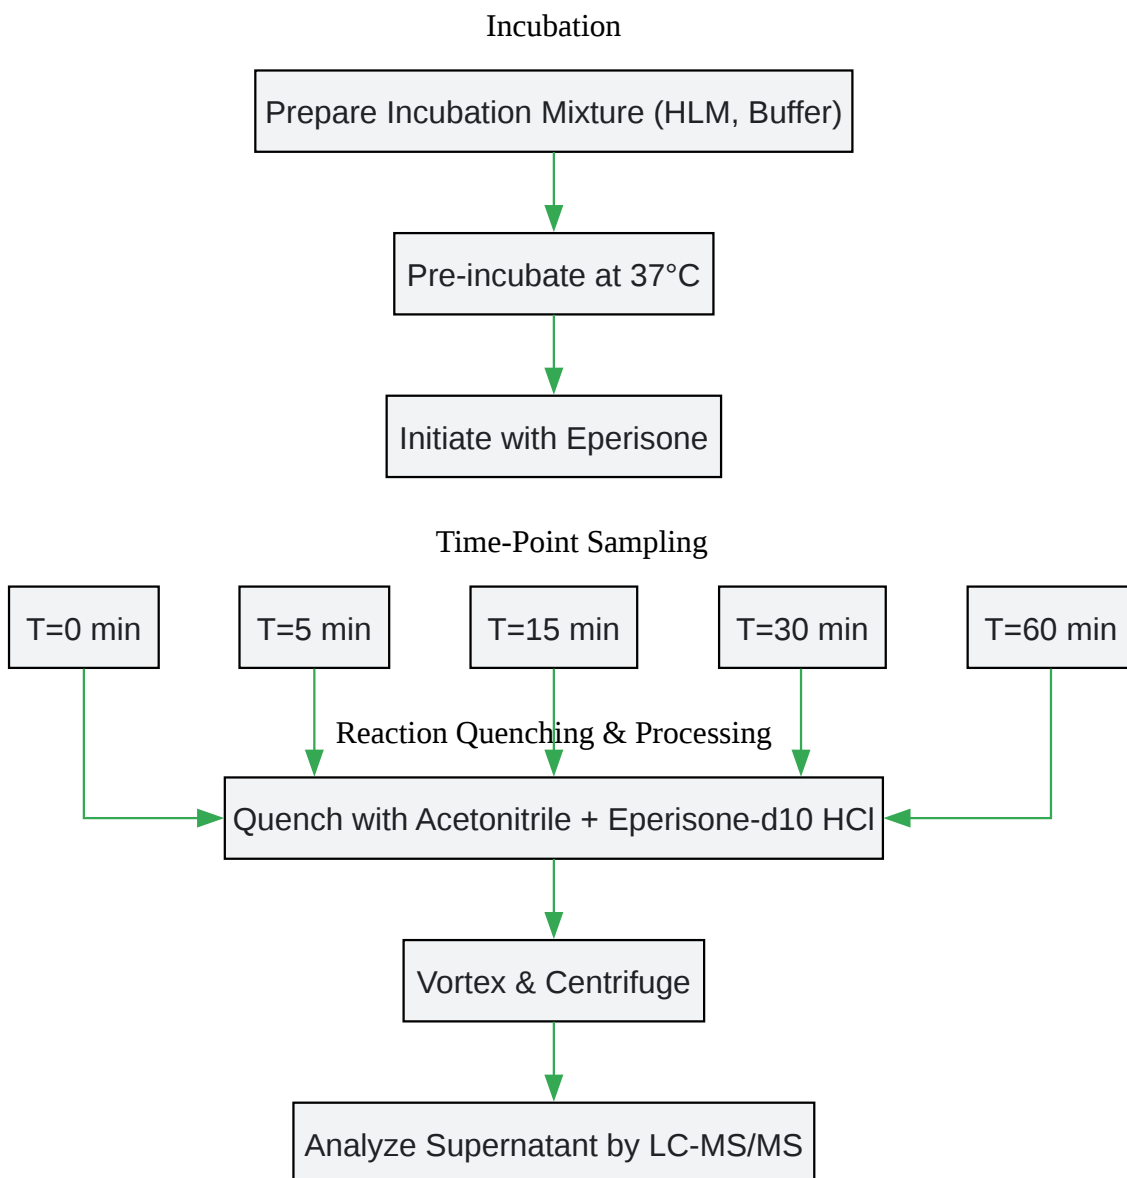 Incubation
Prepare Incubation Mixture (HLM, Buffer)
Pre-incubate at 37°C
Initiate with Eperisone
Time-Point Sampling
T=0 min
T=5 min
T=15 min
T=30 min
T=60 min
Reaction Quenching & Processing
Quench with Acetonitrile + Eperisone-d10 HCl
Vortex & Centrifuge
Analyze Supernatant by LC-MS/MS